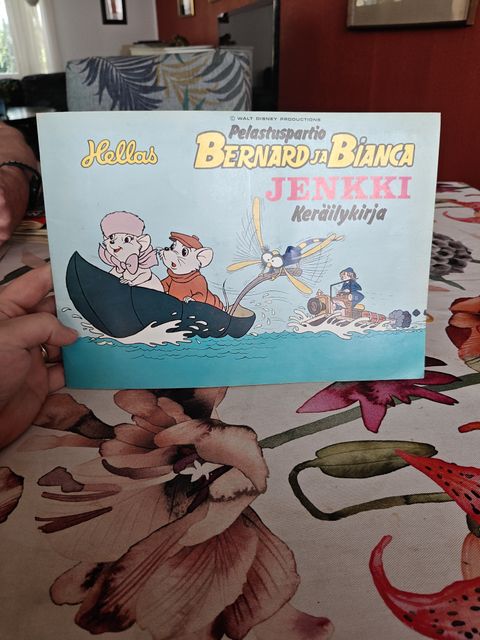 © WALT DISNEY PRODUCTIONS
Hellas
Pelastuspartio
BERNARD JA BIANCA
JENKKI
Keräilykirja